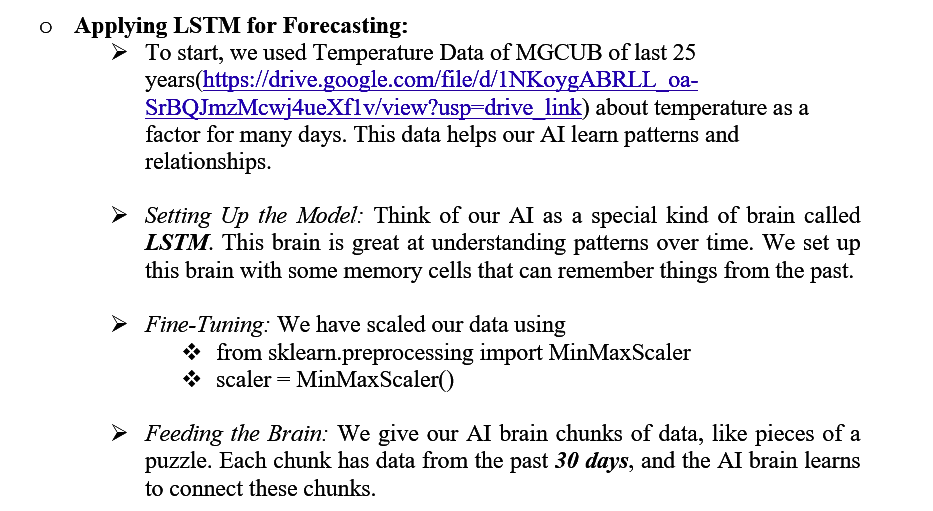 o Applying LSTM for Forecasting:
➢ To start, we used Temperature Data of MGCUB of last 25
years(https://drive.google.com/file/d/1NKoygABRLL_oa-
SrBQJmzMcwj4ueXf1v/view?usp=drive_link) about temperature as a
factor for many days. This data helps our AI learn patterns and
relationships.
➢ Setting Up the Model: Think of our AI as a special kind of brain called
LSTM. This brain is great at understanding patterns over time. We set up
this brain with some memory cells that can remember things from the past.
➢ Fine-Tuning: We have scaled our data using
❖ from sklearn.preprocessing import MinMaxScaler
❖ scaler = MinMaxScaler()
➢ Feeding the Brain: We give our AI brain chunks of data, like pieces of a
puzzle. Each chunk has data from the past 30 days, and the AI brain learns
to connect these chunks.